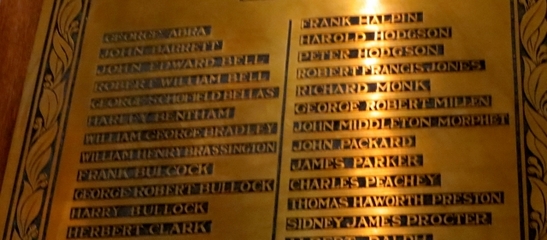 GEORGE ABRA
JOHN BARRETT
JOHN EDWARD BELL
ROBERT WILLIAM BELL
GEORGE SCHOFIELD BELLAS
HARLEY BENTHAM
WILLIAM GEORGE BRADLEY
WILLIAM HENRY BRASSINGTON
FRANK BULCOCK
GEORGE ROBERT BULLOCK
HARRY BULLOCK
HERBERT CLARK
FRANK HALPIN
HAROLD HODGSON
PETER HODGSON
ROBERT FRANCIS JONES
RICHARD MONK
GEORGE ROBERT MILLEN
JOHN MIDDLETON MORPHET
JOHN PACKARD
JAMES PARKER
CHARLES PEACHEY
THOMAS HAWORTH PRESTON
SIDNEY JAMES PROCTER